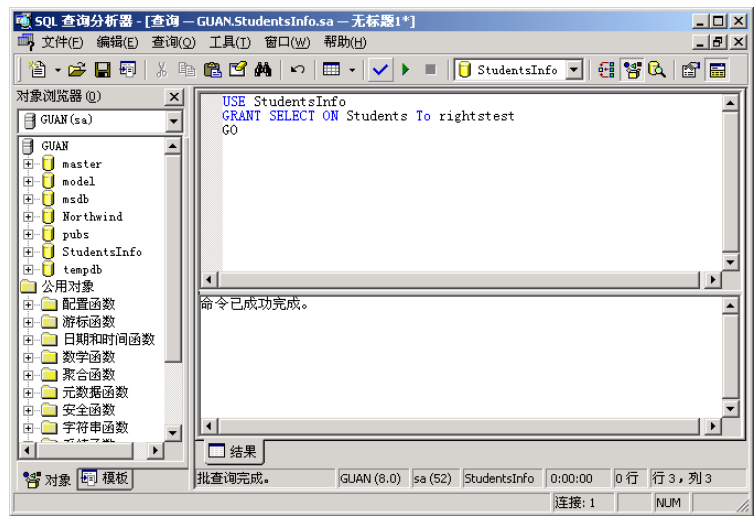 SQL 查询分析器 - [查询 — GUAN.StudentsInfo.sa — 无标题1*]
文件(F) 编辑(E) 查询(Q) 工具(T) 窗口(W) 帮助(H)
StudentsInfo
对象浏览器(O)
GUAN(sa)
GUAN
master
model
msdb
Northwind
pubs
StudentsInfo
tempdb
公用对象
配置函数
游标函数
日期和时间函数
数学函数
聚合函数
元数据函数
安全函数
字符串函数
对象 模板
USE StudentsInfo
GRANT SELECT ON Students To rightstest
GO
命令已成功完成。
结果
批查询完成。 GUAN (8.0) sa (52) StudentsInfo 0:00:00 0 行 行 3，列 3
连接: 1 NUM